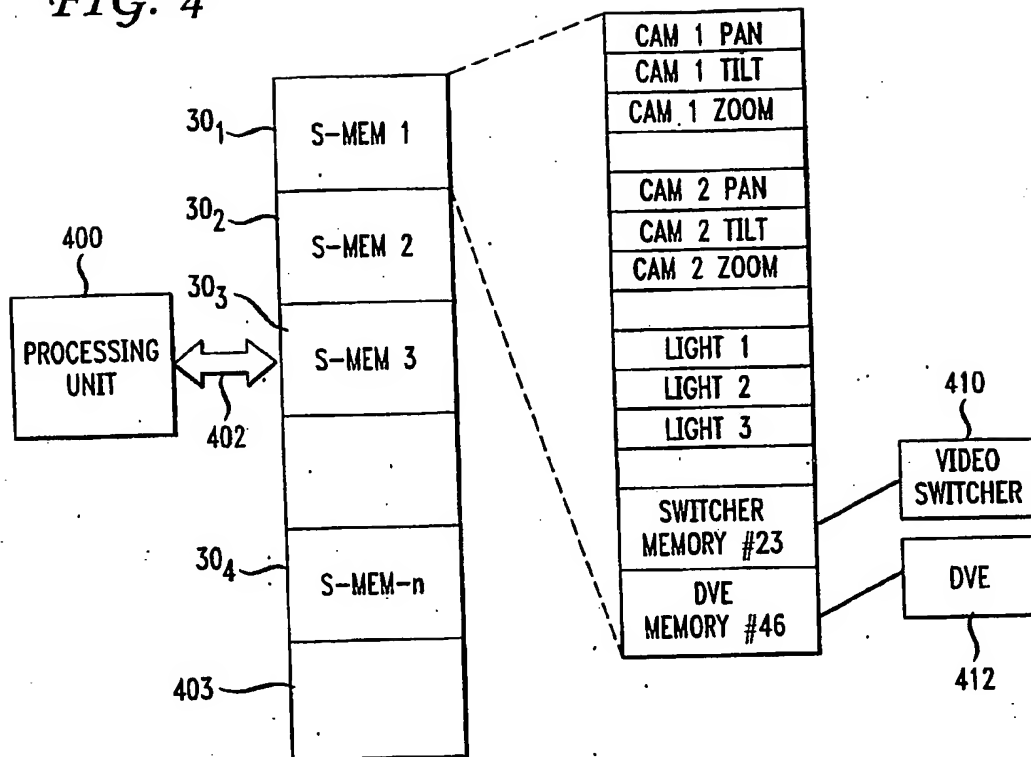 FIG. 4
CAM 1 PAN
CAM 1 TILT
CAM 1 ZOOM
CAM 2 PAN
CAM 2 TILT
CAM 2 ZOOM
LIGHT 1
LIGHT 2
LIGHT 3
SWITCHER
MEMORY #23
DVE
MEMORY #46
30₁
S-MEM 1
30₂
S-MEM 2
30₃
S-MEM 3
30₄
S-MEM-n
403
400
PROCESSING
UNIT
402
410
VIDEO
SWITCHER
DVE
412